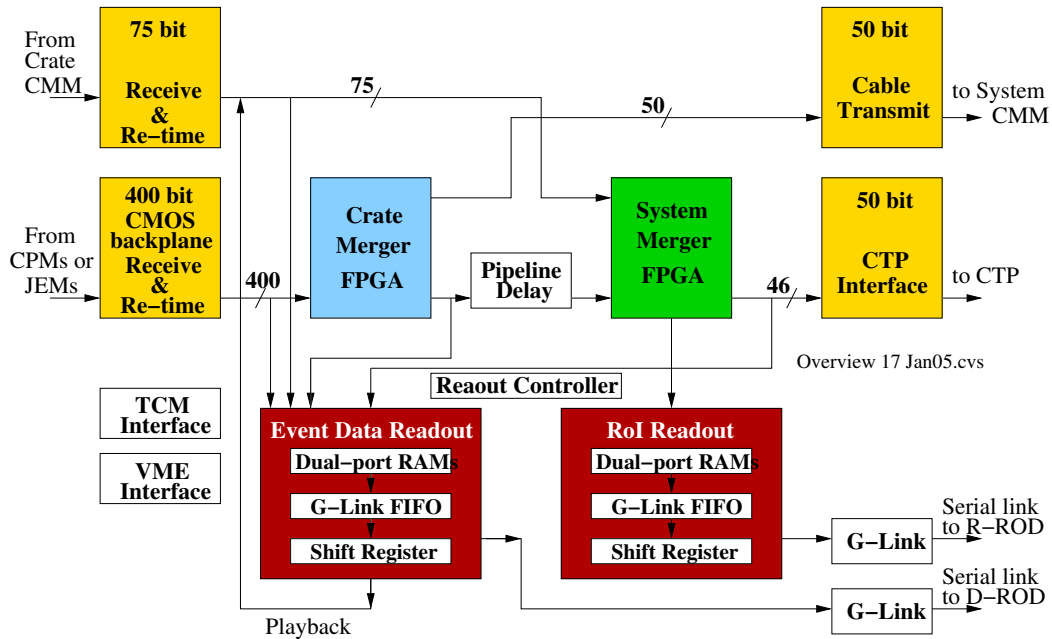 75 bit
Receive
&
Re-time
From
Crate
CMM
75
50
50 bit
Cable
Transmit
to System
CMM
400 bit
CMOS
backplane
Receive
&
Re-time
From
CPMs or
JEMs
400
Crate
Merger
FPGA
Pipeline
Delay
System
Merger
FPGA
46
50 bit
CTP
Interface
to CTP
Overview 17 Jan05.cvs
Reaout Controller
TCM
Interface
VME
Interface
Event Data Readout
Dual-port RAMs
G-Link FIFO
Shift Register
RoI Readout
Dual-port RAMs
G-Link FIFO
Shift Register
G-Link
Serial link
to R-ROD
G-Link
Serial link
to D-ROD
Playback